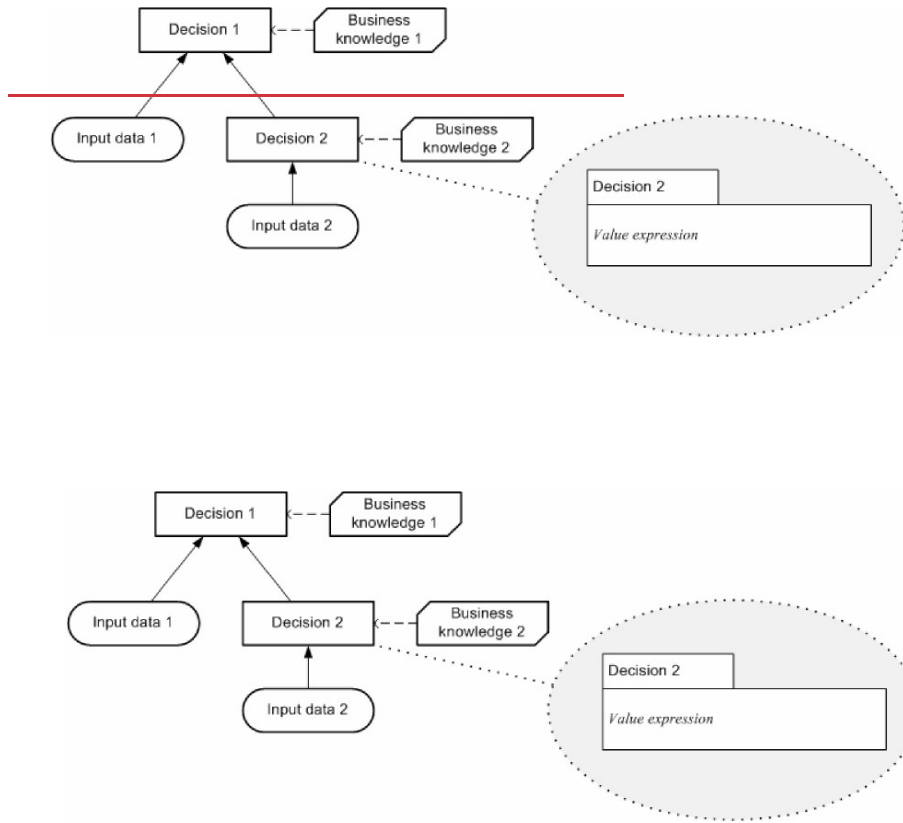 Decision 1
Business
knowledge 1
Input data 1
Decision 2
Business
knowledge 2
Input data 2
Decision 2
Value expression
Decision 1
Business
knowledge 1
Input data 1
Decision 2
Business
knowledge 2
Input data 2
Decision 2
Value expression